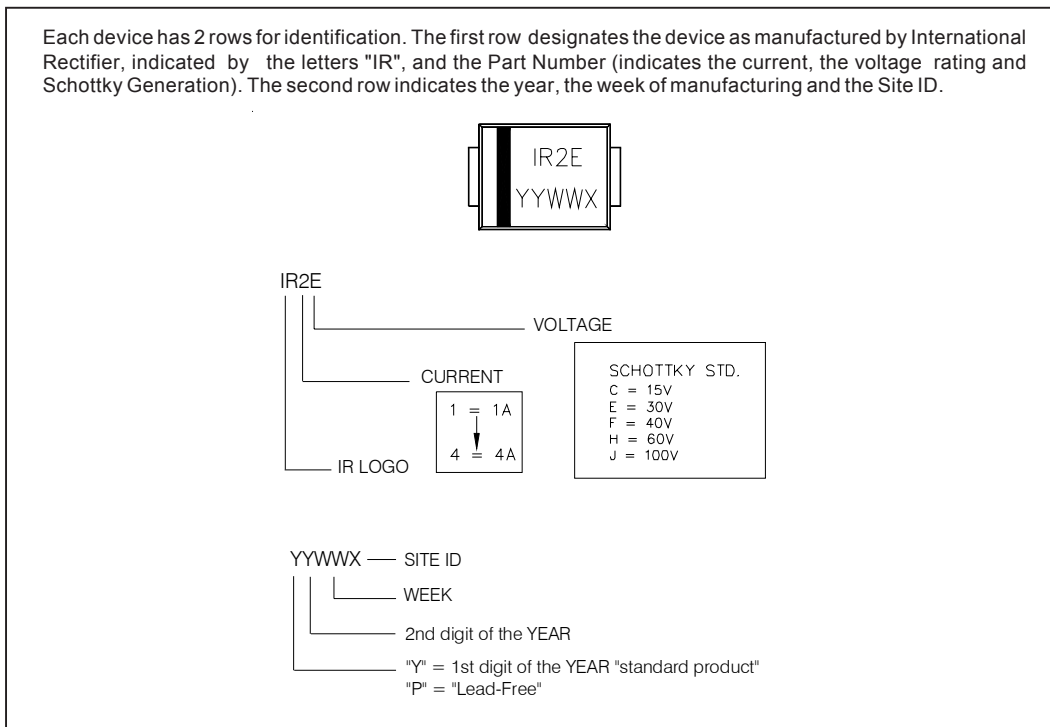 Each device has 2 rows for identification. The first row designates the device as manufactured by International
Rectifier, indicated by the letters "IR", and the Part Number (indicates the current, the voltage rating and
Schottky Generation). The second row indicates the year, the week of manufacturing and the Site ID.
IR2E
YYWWX
IR2E
VOLTAGE
SCHOTTKY STD.
C = 15V
E = 30V
F = 40V
H = 60V
J = 100V
CURRENT
1 = 1A
4 = 4A
IR LOGO
YYWWX
SITE ID
WEEK
2nd digit of the YEAR
"Y" = 1st digit of the YEAR "standard product"
"P" = "Lead-Free"